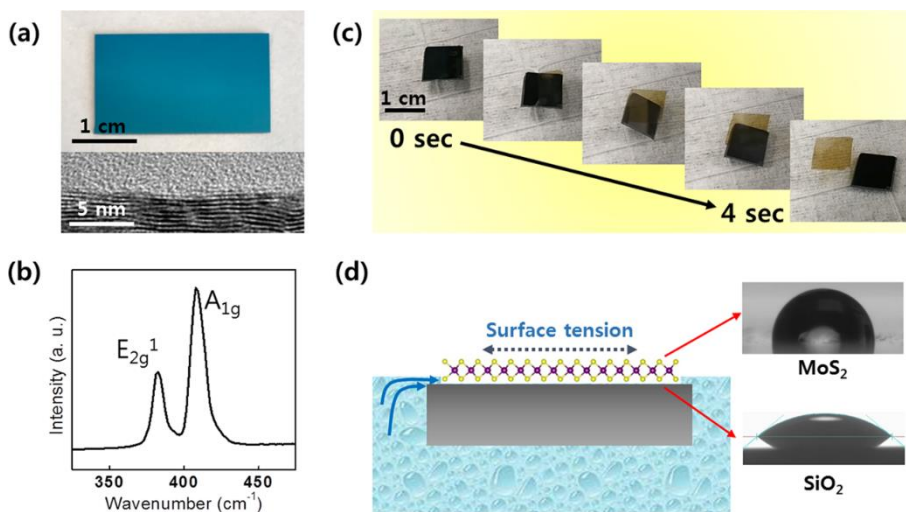 (a)
1 cm
5 nm
(b)
E₂g¹
A₁g
Intensity (a. u.)
350 400 450
Wavenumber (cm⁻¹)
(c)
1 cm
0 sec
4 sec
(d)
Surface tension
MoS₂
SiO₂